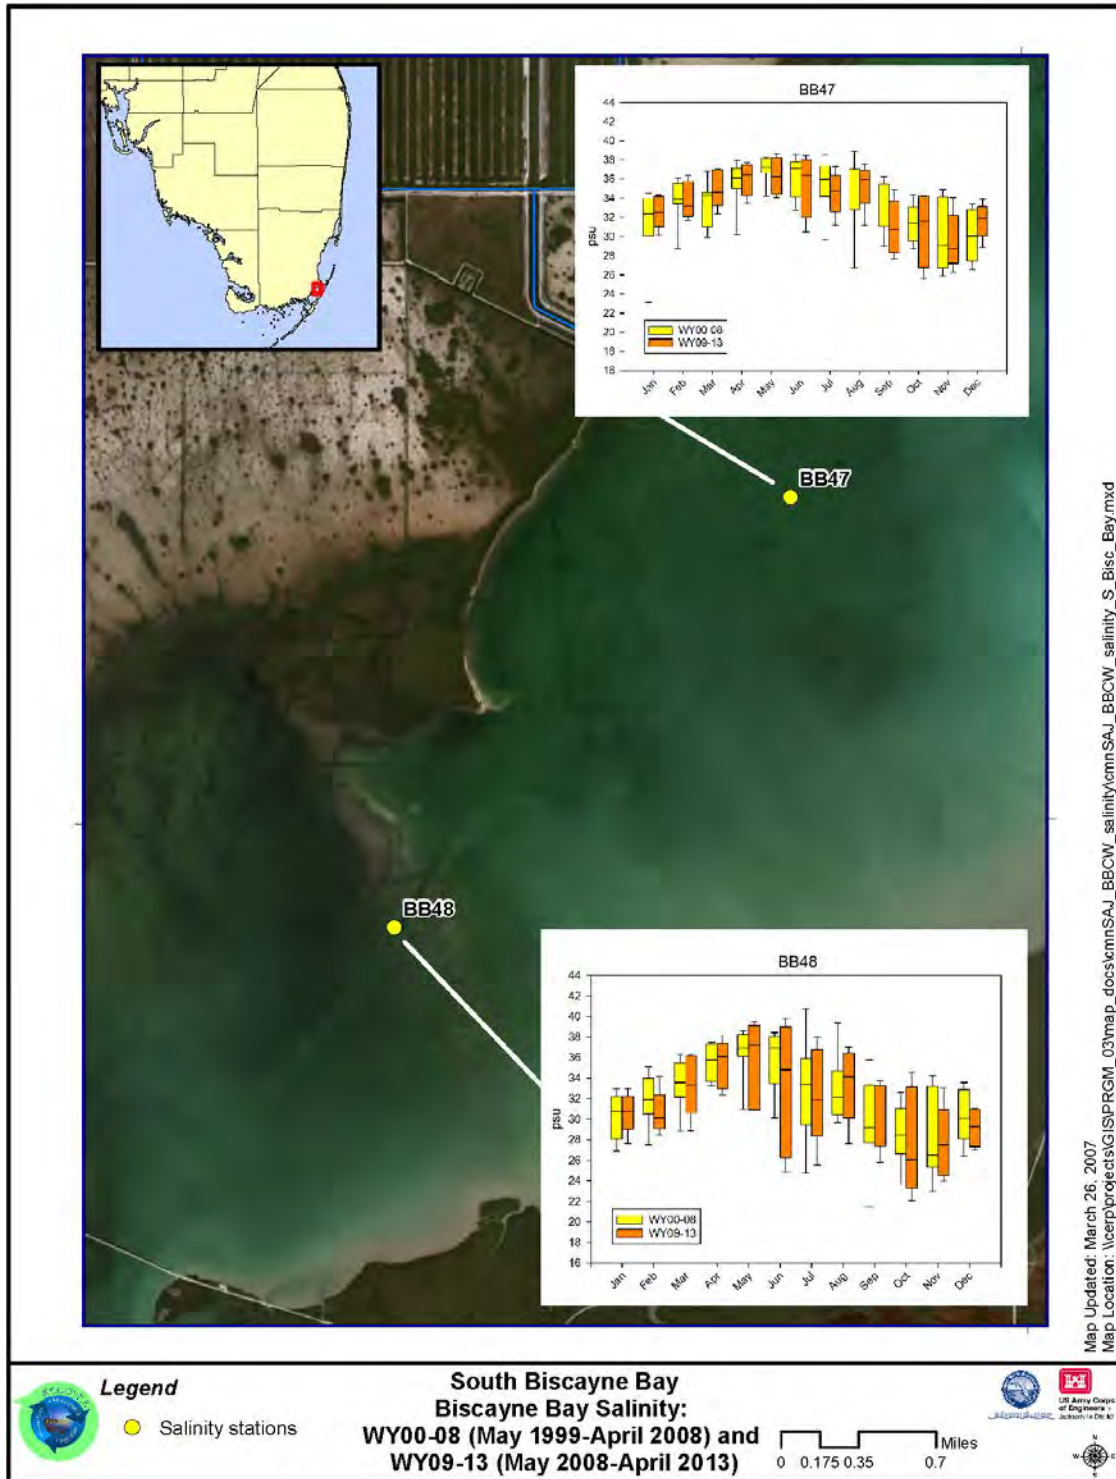 BB47
44
42
40
38
36
34
32
30
28
26
24
22
20
18
16
psu
WY00-08
WY09-13
Jan Feb Mar Apr May Jun Jul Aug Sep Oct Nov Dec
BB47
BB48
BB48
44
42
40
38
36
34
32
30
28
26
24
22
20
18
16
psu
WY00-08
WY09-13
Jan Feb Mar Apr May Jun Jul Aug Sep Oct Nov Dec
Map Updated: March 26, 2007
Map Location: \\cerp\projects\GIS\PRGM_03\map_docs\cmnSAJ_BBCW_salinity\cmnSAJ_BBCW_salinity_S_Bisc_Bay.mxd
Legend
Salinity stations
South Biscayne Bay
Biscayne Bay Salinity:
WY00-08 (May 1999-April 2008) and
WY09-13 (May 2008-April 2013)
Miles
0 0.175 0.35 0.7
US Army Corps
of Engineers
Jacksonville District